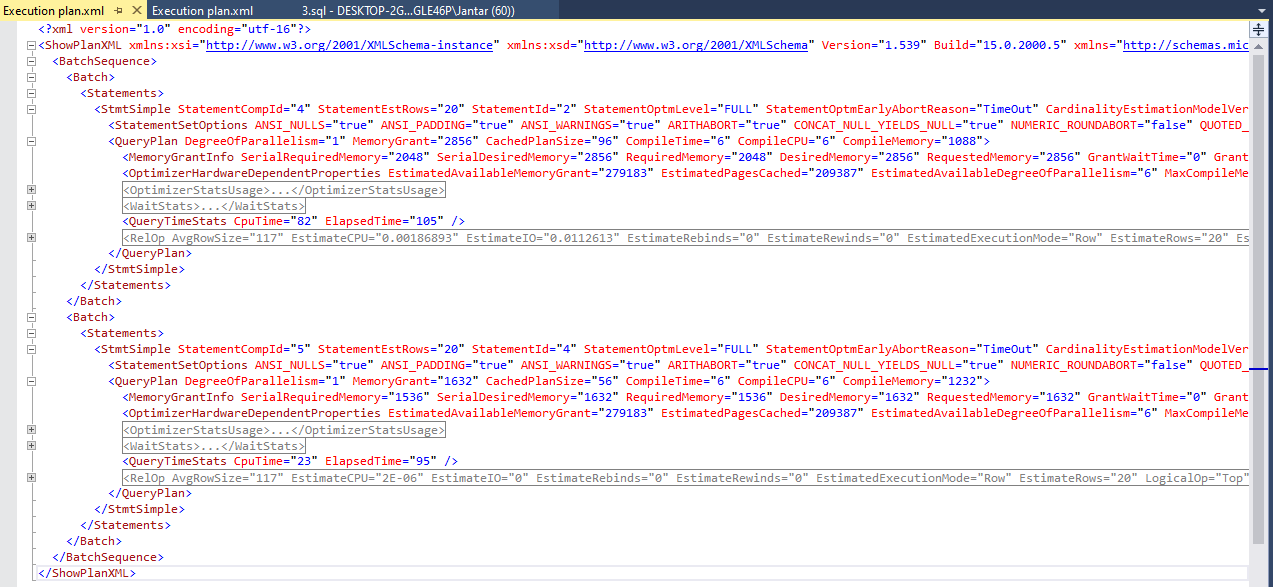 Execution plan.xml Execution plan.xml 3.sql - DESKTOP-2G...GLE46P\Jantar (60))
<?xml version="1.0" encoding="utf-16"?>
<ShowPlanXML xmlns:xsi="http://www.w3.org/2001/XMLSchema-instance" xmlns:xsd="http://www.w3.org/2001/XMLSchema" Version="1.539" Build="15.0.2000.5" xmlns="http://schemas.mic
<BatchSequence>
<Batch>
<Statements>
<StmtSimple StatementCompId="4" StatementEstRows="20" StatementId="2" StatementOptmLevel="FULL" StatementOptmEarlyAbortReason="TimeOut" CardinalityEstimationModelVer
<StatementSetOptions ANSI_NULLS="true" ANSI_PADDING="true" ANSI_WARNINGS="true" ARITHABORT="true" CONCAT_NULL_YIELDS_NULL="true" NUMERIC_ROUNDABORT="false" QUOTED_
<QueryPlan DegreeOfParallelism="1" MemoryGrant="2856" CachedPlanSize="96" CompileTime="6" CompileCPU="6" CompileMemory="1088">
<MemoryGrantInfo SerialRequiredMemory="2048" SerialDesiredMemory="2856" RequiredMemory="2048" DesiredMemory="2856" RequestedMemory="2856" GrantWaitTime="0" Grant
<OptimizerHardwareDependentProperties EstimatedAvailableMemoryGrant="279183" EstimatedPagesCached="209387" EstimatedAvailableDegreeOfParallelism="6" MaxCompileMe
<OptimizerStatsUsage>...</OptimizerStatsUsage>
<WaitStats>...</WaitStats>
<QueryTimeStats CpuTime="82" ElapsedTime="105" />
<RelOp AvgRowSize="117" EstimateCPU="0.00186893" EstimateIO="0.0112613" EstimateRebinds="0" EstimateRewinds="0" EstimatedExecutionMode="Row" EstimateRows="20" Es
</QueryPlan>
</StmtSimple>
</Statements>
</Batch>
<Batch>
<Statements>
<StmtSimple StatementCompId="5" StatementEstRows="20" StatementId="4" StatementOptmLevel="FULL" StatementOptmEarlyAbortReason="TimeOut" CardinalityEstimationModelVer
<StatementSetOptions ANSI_NULLS="true" ANSI_PADDING="true" ANSI_WARNINGS="true" ARITHABORT="true" CONCAT_NULL_YIELDS_NULL="true" NUMERIC_ROUNDABORT="false" QUOTED_
<QueryPlan DegreeOfParallelism="1" MemoryGrant="1632" CachedPlanSize="56" CompileTime="6" CompileCPU="6" CompileMemory="1232">
<MemoryGrantInfo SerialRequiredMemory="1536" SerialDesiredMemory="1632" RequiredMemory="1536" DesiredMemory="1632" RequestedMemory="1632" GrantWaitTime="0" Grant
<OptimizerHardwareDependentProperties EstimatedAvailableMemoryGrant="279183" EstimatedPagesCached="209387" EstimatedAvailableDegreeOfParallelism="6" MaxCompileMe
<OptimizerStatsUsage>...</OptimizerStatsUsage>
<WaitStats>...</WaitStats>
<QueryTimeStats CpuTime="23" ElapsedTime="95" />
<RelOp AvgRowSize="117" EstimateCPU="2E-06" EstimateIO="0" EstimateRebinds="0" EstimateRewinds="0" EstimatedExecutionMode="Row" EstimateRows="20" LogicalOp="Top"
</QueryPlan>
</StmtSimple>
</Statements>
</Batch>
</BatchSequence>
</ShowPlanXML>